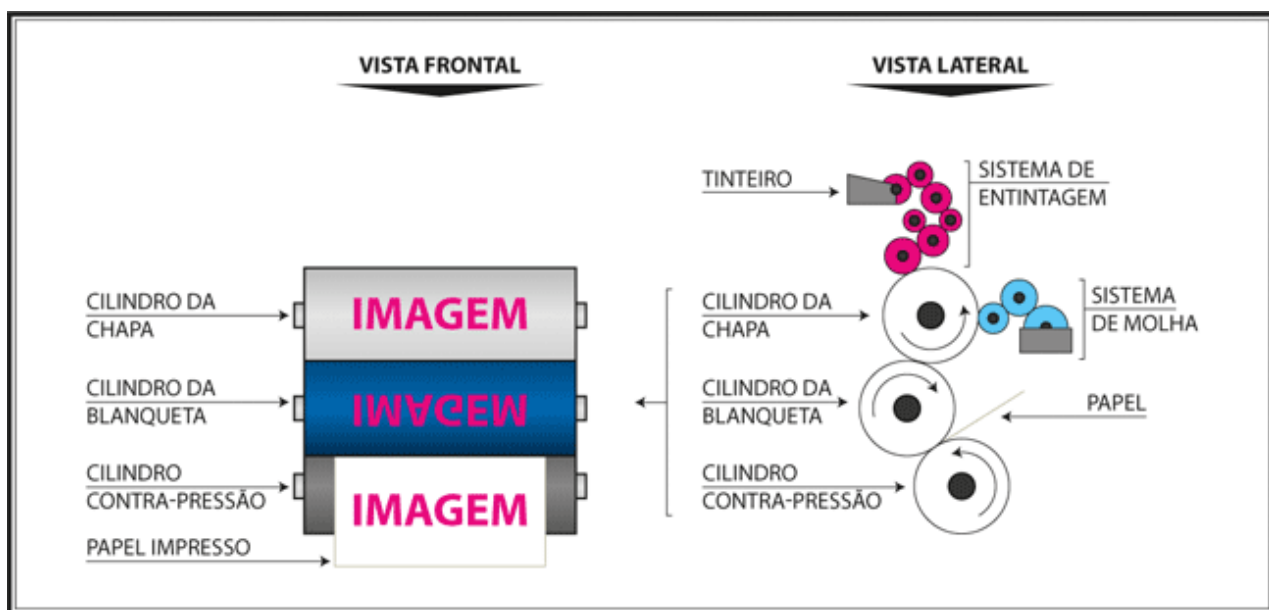 VISTA FRONTAL
CILINDRO DA
CHAPA
CILINDRO DA
BLANQUETA
CILINDRO
CONTRA-PRESSÃO
PAPEL IMPRESSO
IMAGEM
IMAGEM
IMAGEM
VISTA LATERAL
TINTEIRO
SISTEMA DE
ENTINTAGEM
CILINDRO DA
CHAPA
SISTEMA
DE MOLHA
CILINDRO DA
BLANQUETA
PAPEL
CILINDRO
CONTRA-PRESSÃO